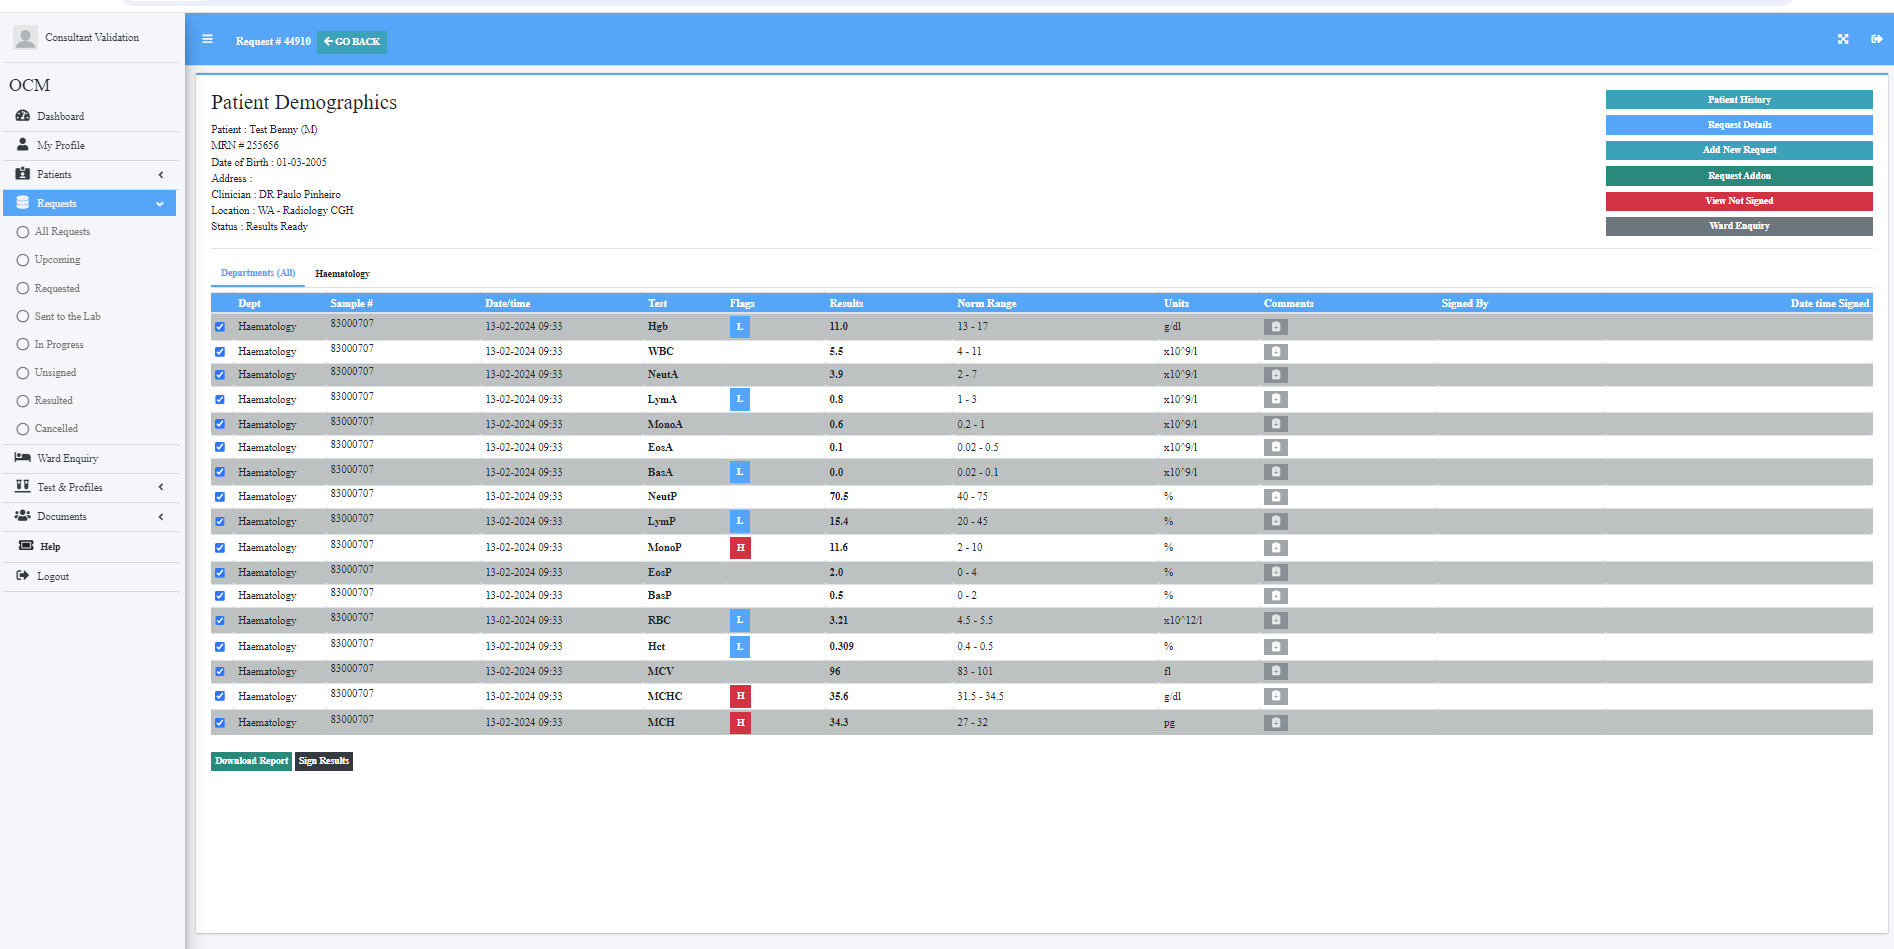 Consultant Validation
OCM
Dashboard
My Profile
Patients
Requests
All Requests
Upcoming
Requested
Sent to the Lab
In Progress
Unsigned
Resulted
Cancelled
Ward Enquiry
Test & Profiles
Documents
Help
Logout
Request # 44910 GO BACK
Patient Demographics
Patient : Test Benny (M)
MRN # 255656
Date of Birth : 01-03-2005
Address :
Clinician : DR Paulo Pinheiro
Location : WA - Radiology CGH
Status : Results Ready
Patient History
Request Details
Add New Request
Request Addon
View Not Signed
Ward Enquiry
Departments (All) Haematology
Dept Sample # Date/time Test Flags Results Norm Range Units Comments Signed By Date time Signed
Haematology 83000707 13-02-2024 09:33 Hgb L 11.0 13 - 17 g/dl
Haematology 83000707 13-02-2024 09:33 WBC 5.5 4 - 11 x10^9/l
Haematology 83000707 13-02-2024 09:33 NeutA 3.9 2 - 7 x10^9/l
Haematology 83000707 13-02-2024 09:33 LymA L 0.8 1 - 3 x10^9/l
Haematology 83000707 13-02-2024 09:33 MonoA 0.6 0.2 - 1 x10^9/l
Haematology 83000707 13-02-2024 09:33 EosA 0.1 0.02 - 0.5 x10^9/l
Haematology 83000707 13-02-2024 09:33 BasA L 0.0 0.02 - 0.1 x10^9/l
Haematology 83000707 13-02-2024 09:33 NeutP 70.5 40 - 75 %
Haematology 83000707 13-02-2024 09:33 LymP L 15.4 20 - 45 %
Haematology 83000707 13-02-2024 09:33 MonoP H 11.6 2 - 10 %
Haematology 83000707 13-02-2024 09:33 EosP 2.0 0 - 4 %
Haematology 83000707 13-02-2024 09:33 BasP 0.5 0 - 2 %
Haematology 83000707 13-02-2024 09:33 RBC L 3.21 4.5 - 5.5 x10^12/l
Haematology 83000707 13-02-2024 09:33 Hct L 0.309 0.4 - 0.5 %
Haematology 83000707 13-02-2024 09:33 MCV 96 83 - 101 fl
Haematology 83000707 13-02-2024 09:33 MCHC H 35.6 31.5 - 34.5 g/dl
Haematology 83000707 13-02-2024 09:33 MCH H 34.3 27 - 32 pg
Download Report Sign Results